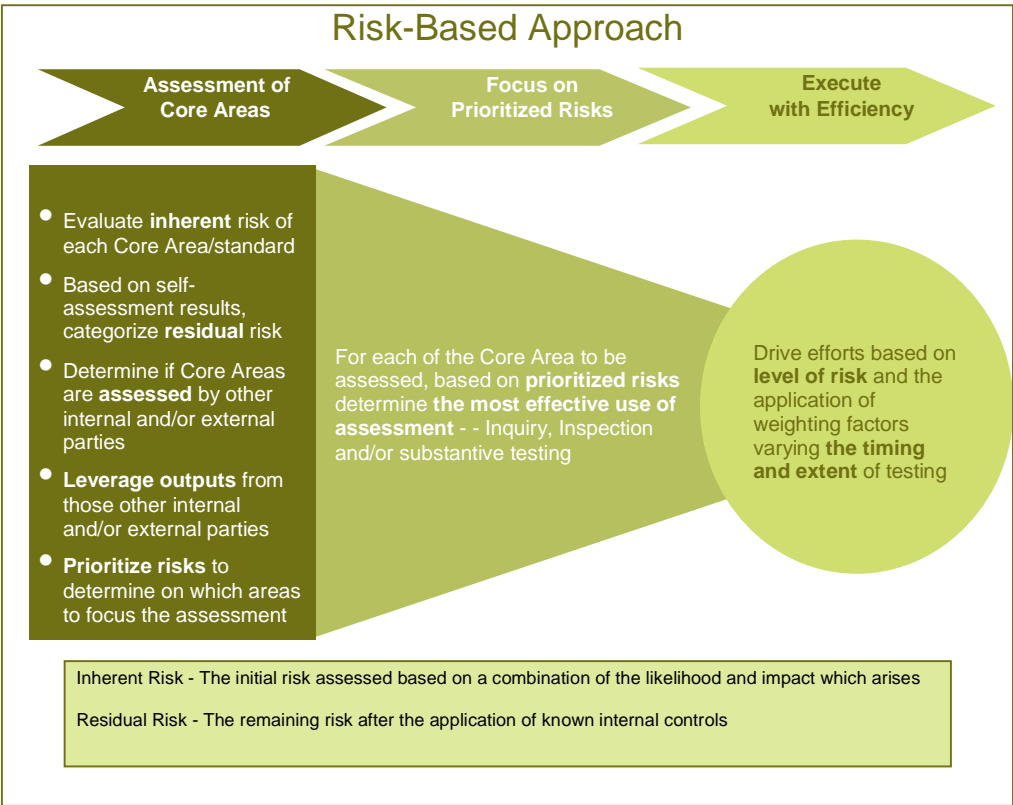 Risk-Based Approach
Assessment of
Core Areas
Focus on
Prioritized Risks
Execute
with Efficiency
• Evaluate inherent risk of
each Core Area/standard
• Based on self-
assessment results,
categorize residual risk
• Determine if Core Areas
are assessed by other
internal and/or external
parties
• Leverage outputs from
those other internal
and/or external parties
• Prioritize risks to
determine on which areas
to focus the assessment
For each of the Core Area to be
assessed, based on prioritized risks
determine the most effective use of
assessment - - Inquiry, Inspection
and/or substantive testing
Drive efforts based on
level of risk and the
application of
weighting factors
varying the timing
and extent of testing
Inherent Risk - The initial risk assessed based on a combination of the likelihood and impact which arises
Residual Risk - The remaining risk after the application of known internal controls